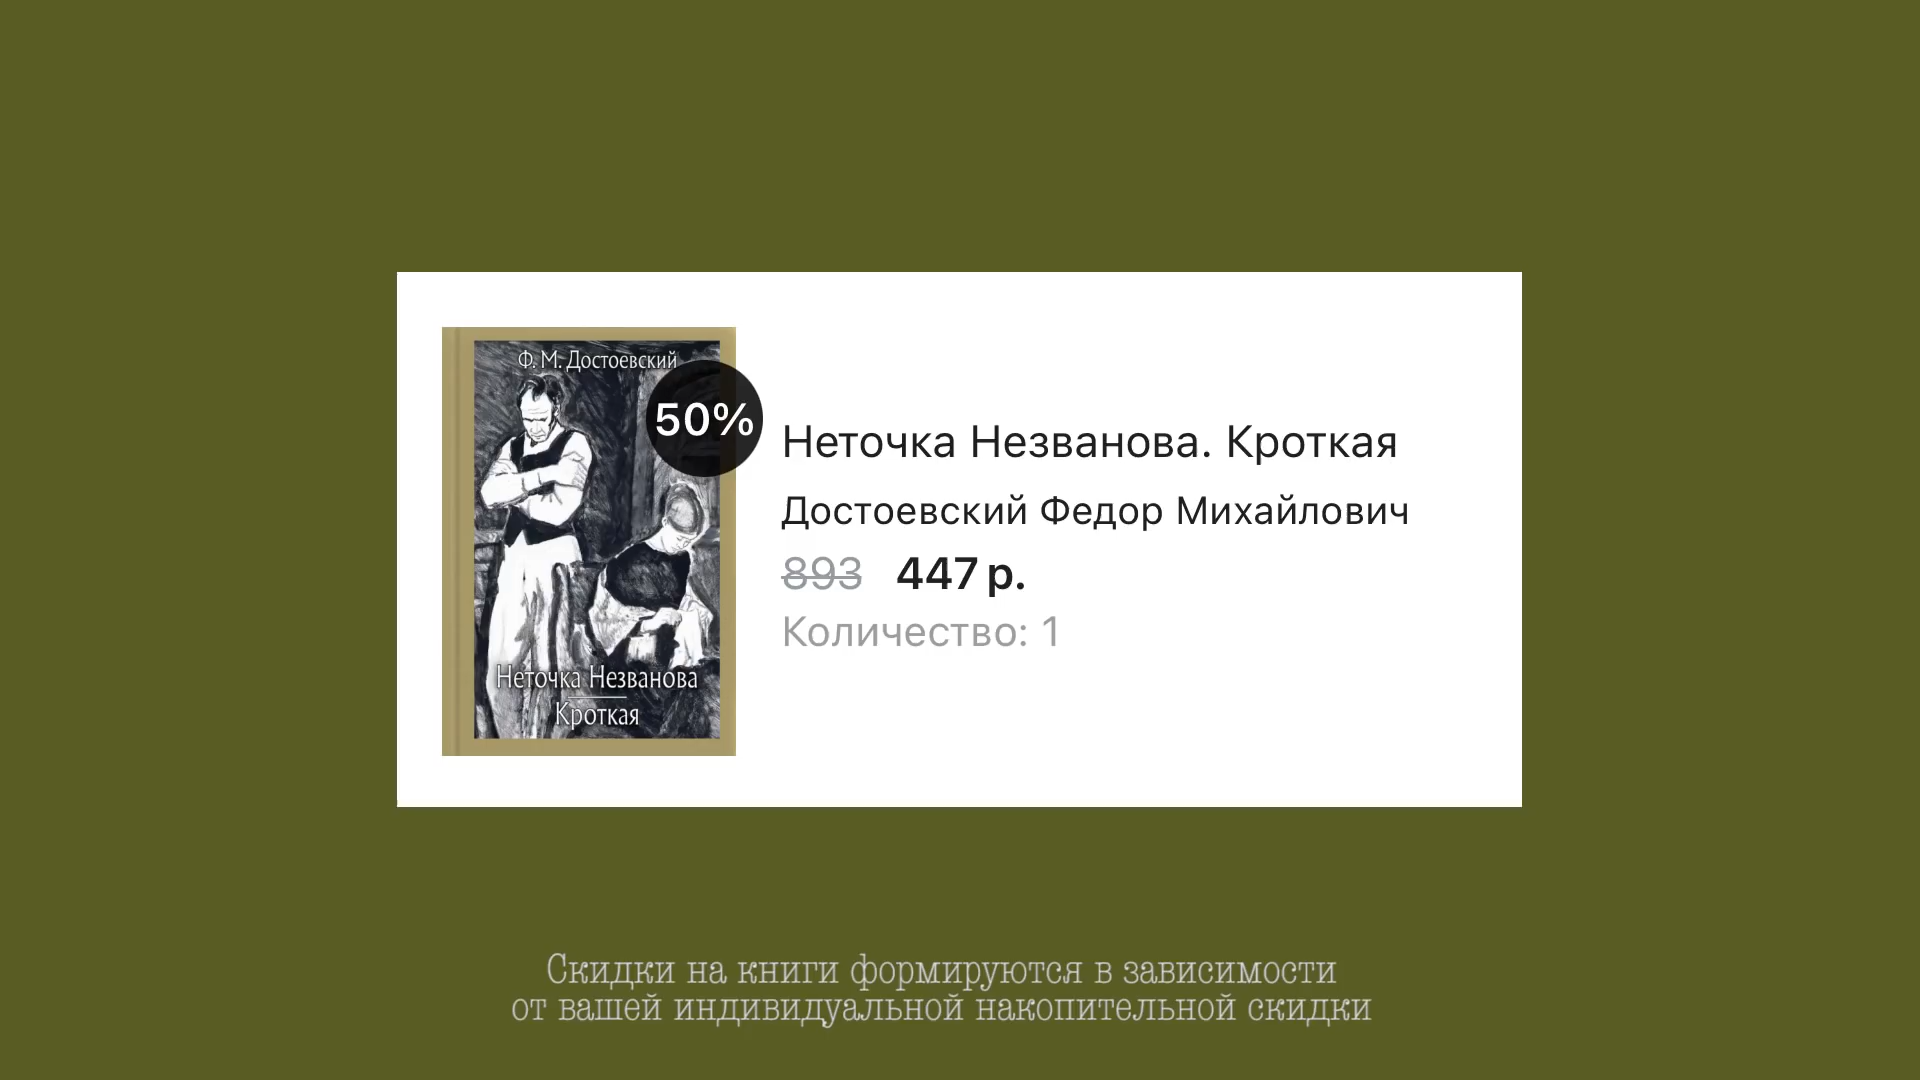 Ф. М. Достоевский
50%
Неточка Незванова
Кроткая
Неточка Незванова. Кроткая
Достоевский Федор Михайлович
893 447 р.
Количество: 1
Скидки на книги формируются в зависимости
от вашей индивидуальной накопительной скидки